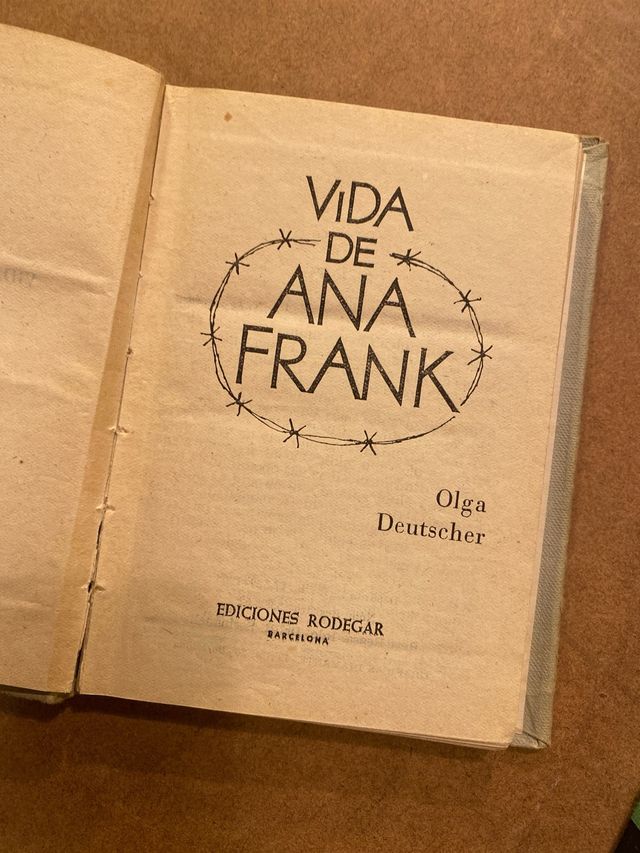 ViDA
DE
ANA
FRANK
Olga
Deutscher
EDICIONES RODEGAR
BARCELONA